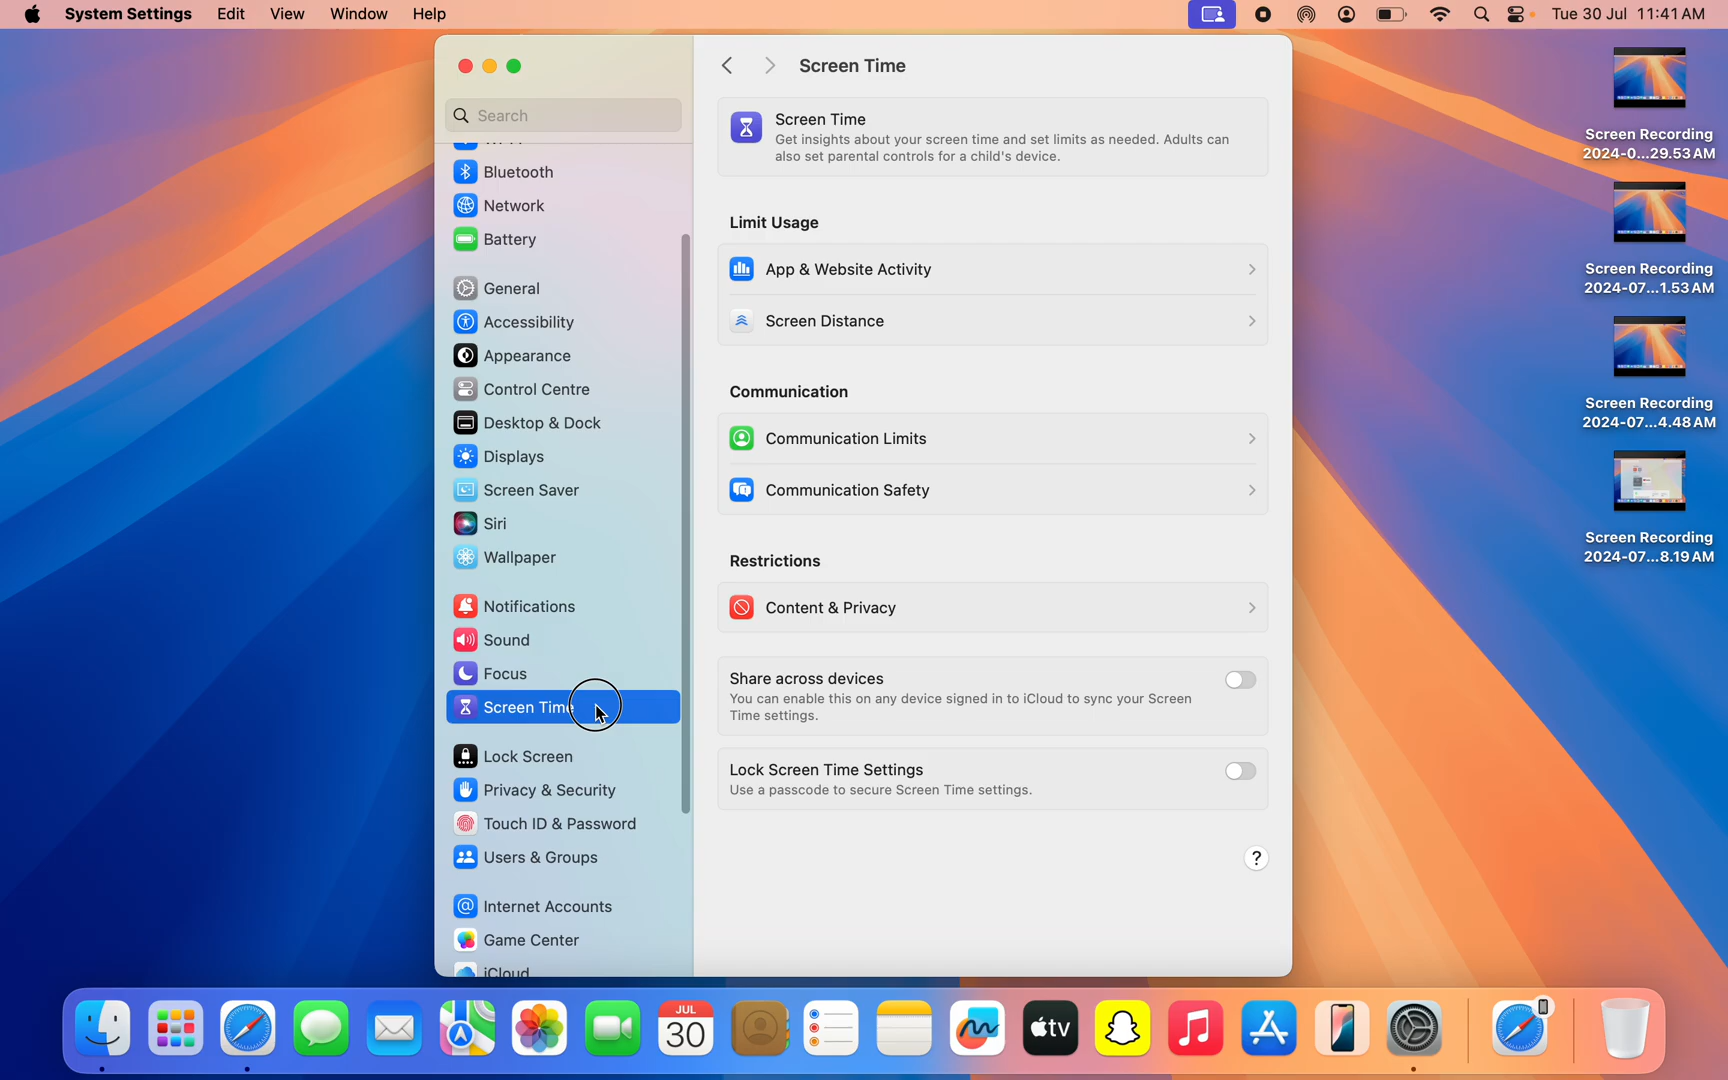 System Settings Edit View Window Help
Tue 30 Jul 11:41 AM
Search
Bluetooth
Network
Battery
General
Accessibility
Appearance
Control Centre
Desktop & Dock
Displays
Screen Saver
Siri
Wallpaper
Notifications
Sound
Focus
Screen Time
Lock Screen
Privacy & Security
Touch ID & Password
Users & Groups
Internet Accounts
Game Center
iCloud
Screen Time
Screen Time
Get insights about your screen time and set limits as needed. Adults can
also set parental controls for a child's device.
Limit Usage
App & Website Activity
Screen Distance
Communication
Communication Limits
Communication Safety
Restrictions
Content & Privacy
Share across devices
You can enable this on any device signed in to iCloud to sync your Screen
Time settings.
Lock Screen Time Settings
Use a passcode to secure Screen Time settings.
?
Screen Recording
2024-0...29.53 AM
Screen Recording
2024-07...1.53 AM
Screen Recording
2024-07...4.48 AM
Screen Recording
2024-07...8.19 AM
JUL
30
tv